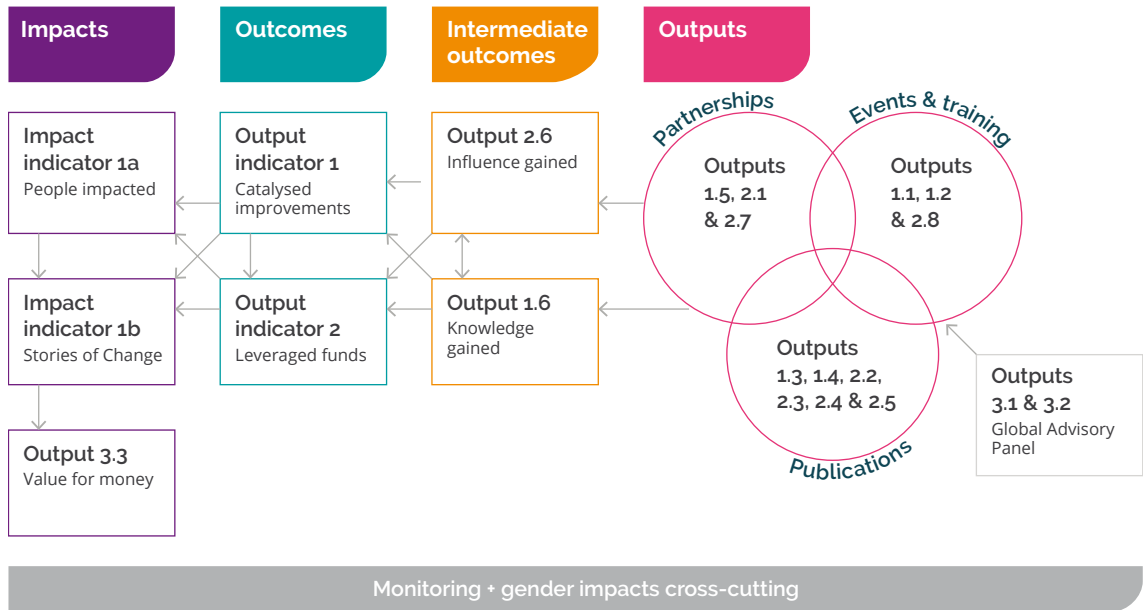 Impacts
Outcomes
Intermediate
outcomes
Outputs
Impact
indicator 1a
People impacted
Output
indicator 1
Catalysed
improvements
Output 2.6
Influence gained
Partnerships
Outputs
1.5, 2.1
& 2.7
Events & training
Outputs
1.1, 1.2
& 2.8
Impact
indicator 1b
Stories of Change
Output
indicator 2
Leveraged funds
Output 1.6
Knowledge
gained
Outputs
1.3, 1.4, 2.2,
2.3, 2.4 & 2.5
Publications
Outputs
3.1 & 3.2
Global Advisory
Panel
Output 3.3
Value for money
Monitoring + gender impacts cross-cutting